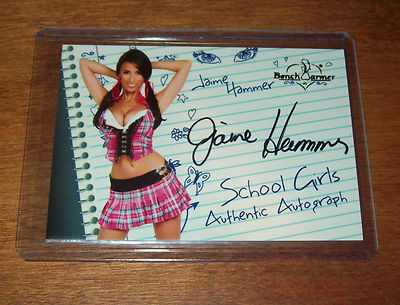 Jaime
Hammer
BenchWarmer
Jaime Hammer
School Girls
Authentic Autograph